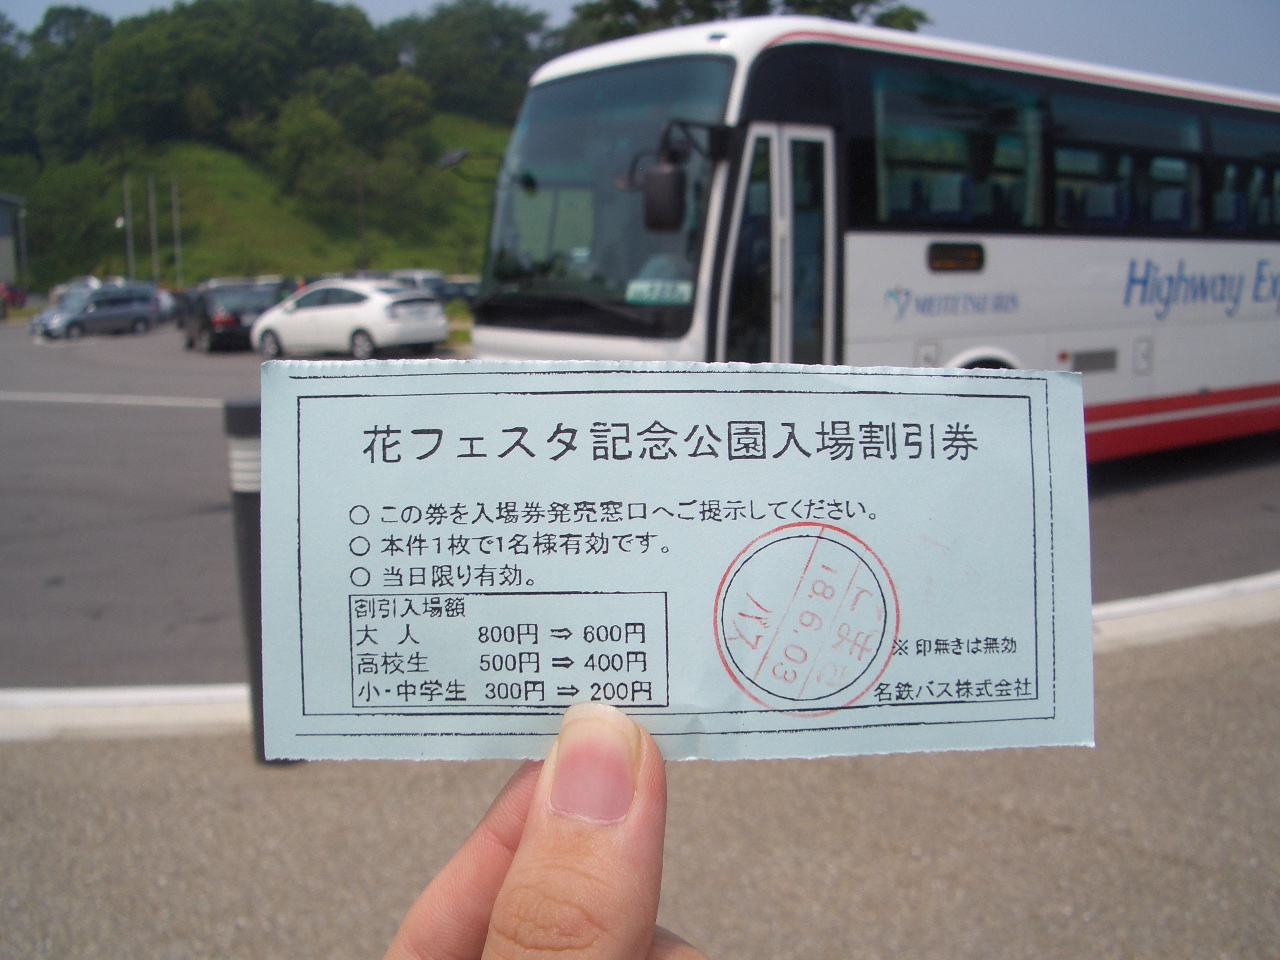 MEITETSU BUS
Highway Ex
花フェスタ記念公園入場割引券
○ この券を入場券発売窓口へご提示してください。
○ 本件1枚で1名様有効です。
○ 当日限り有効。
割引入場額
大 人 800円 ⇒ 600円
高校生 500円 ⇒ 400円
小・中学生 300円 ⇒ 200円
18.6.03
バス
※ 印無きは無効
名鉄バス株式会社